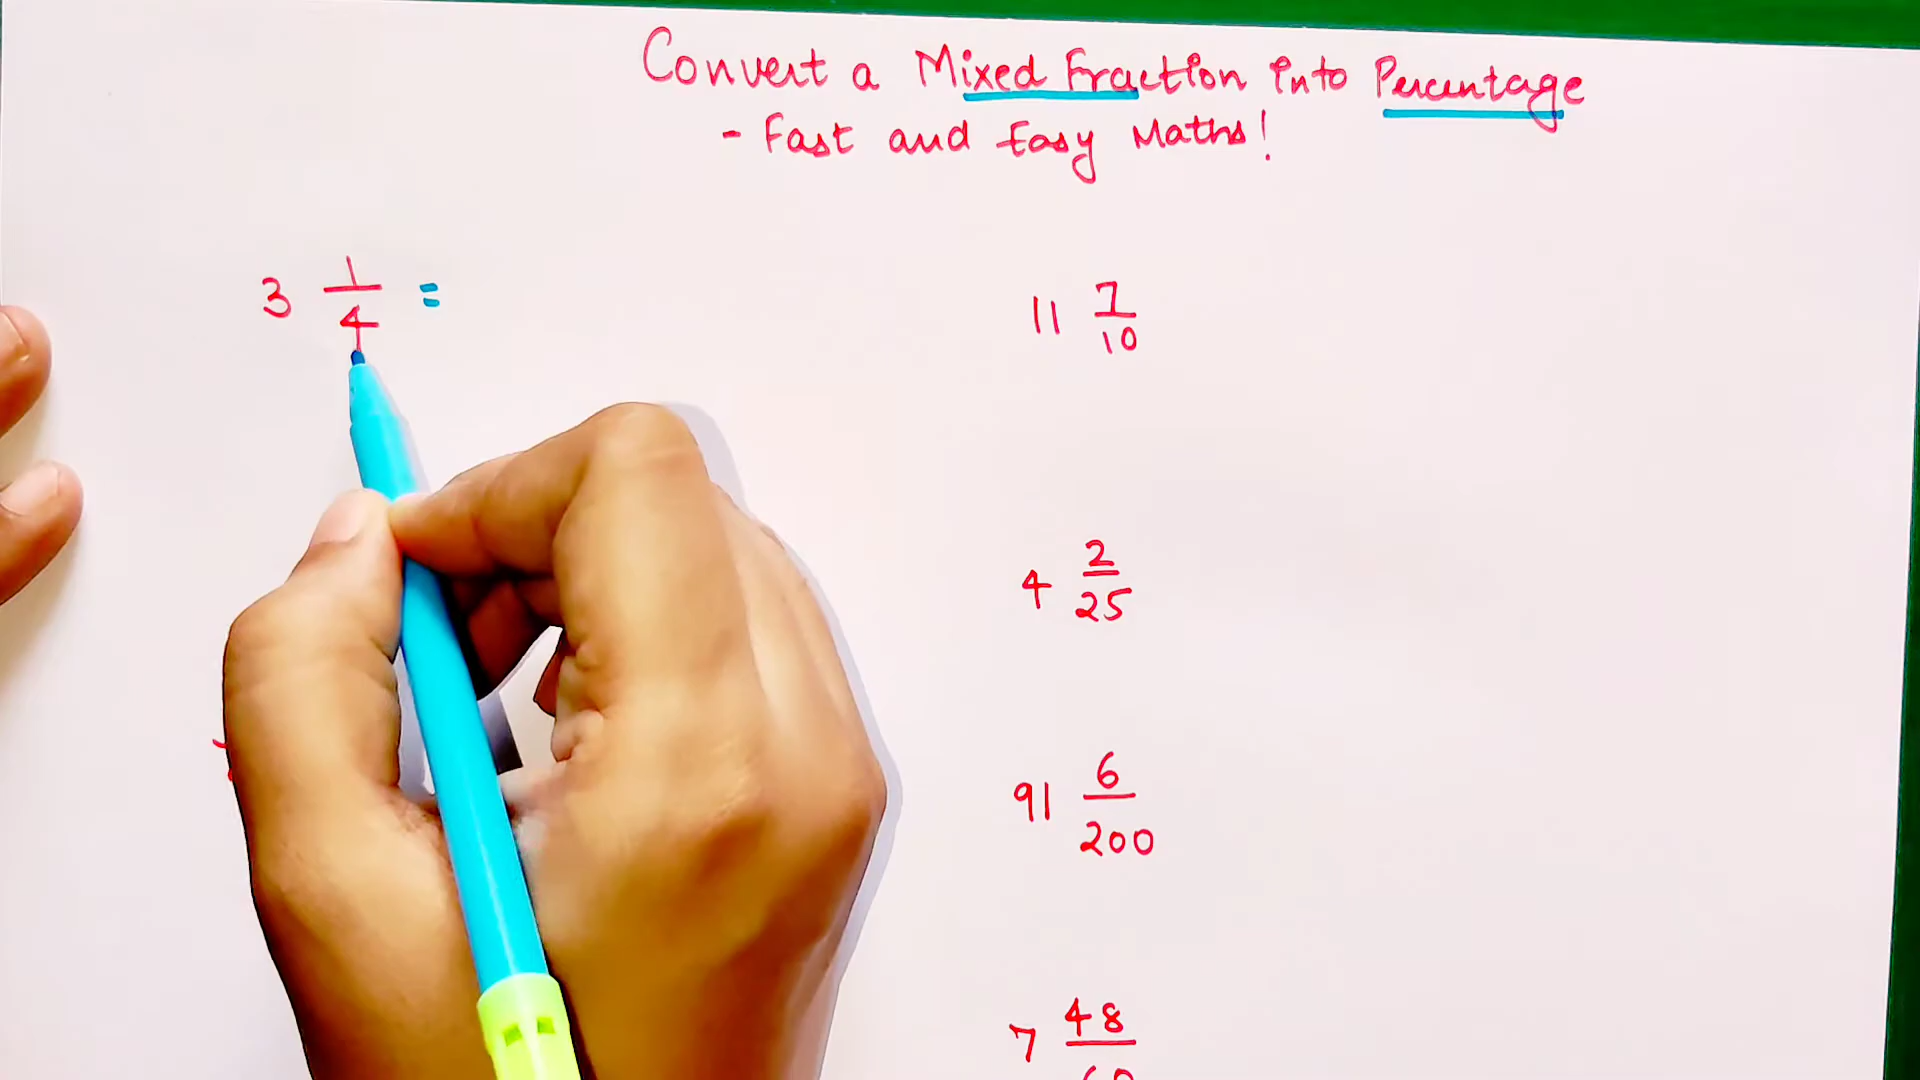 Convert a Mixed Fraction into Percentage
- Fast and Easy Maths!
3 1/4 =
11 7/10
4 2/25
91 6/200
7 48/